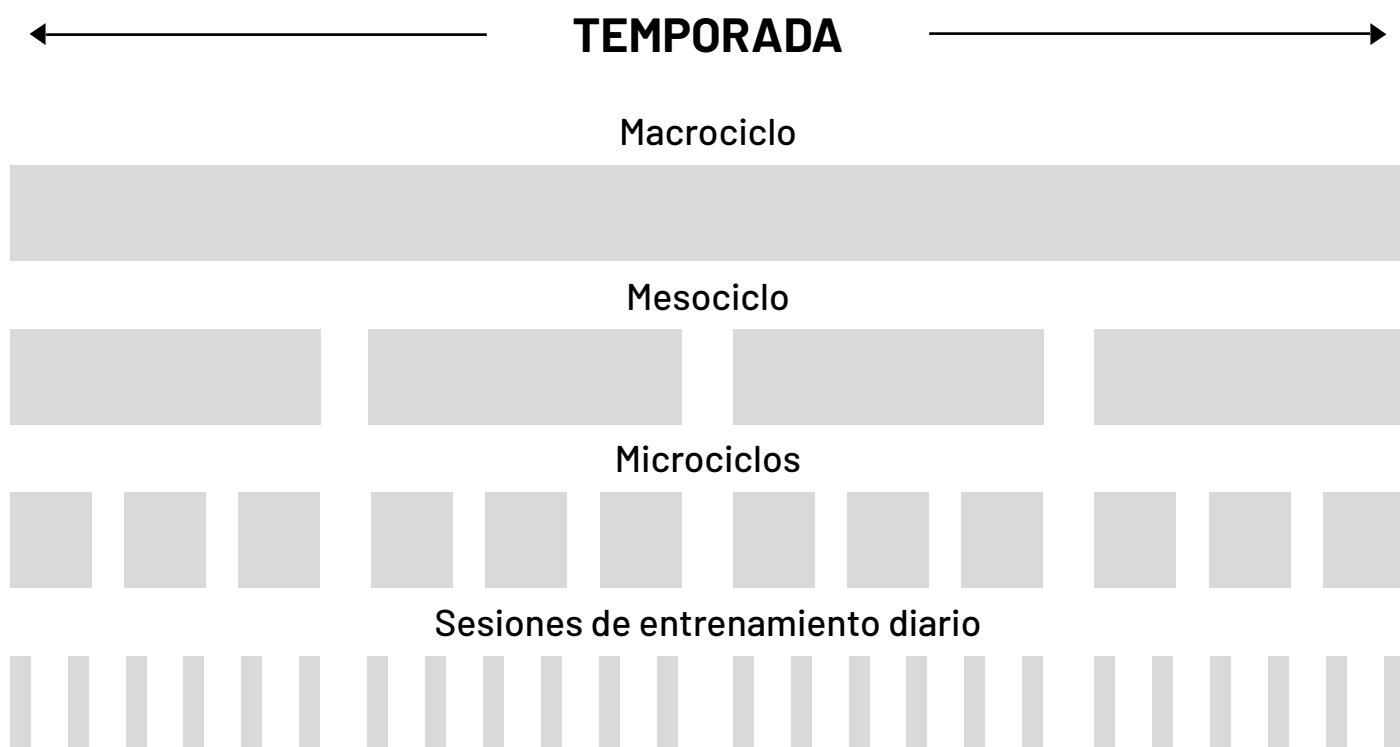 TEMPORADA
Macrociclo
Mesociclo
Microciclos
Sesiones de entrenamiento diario